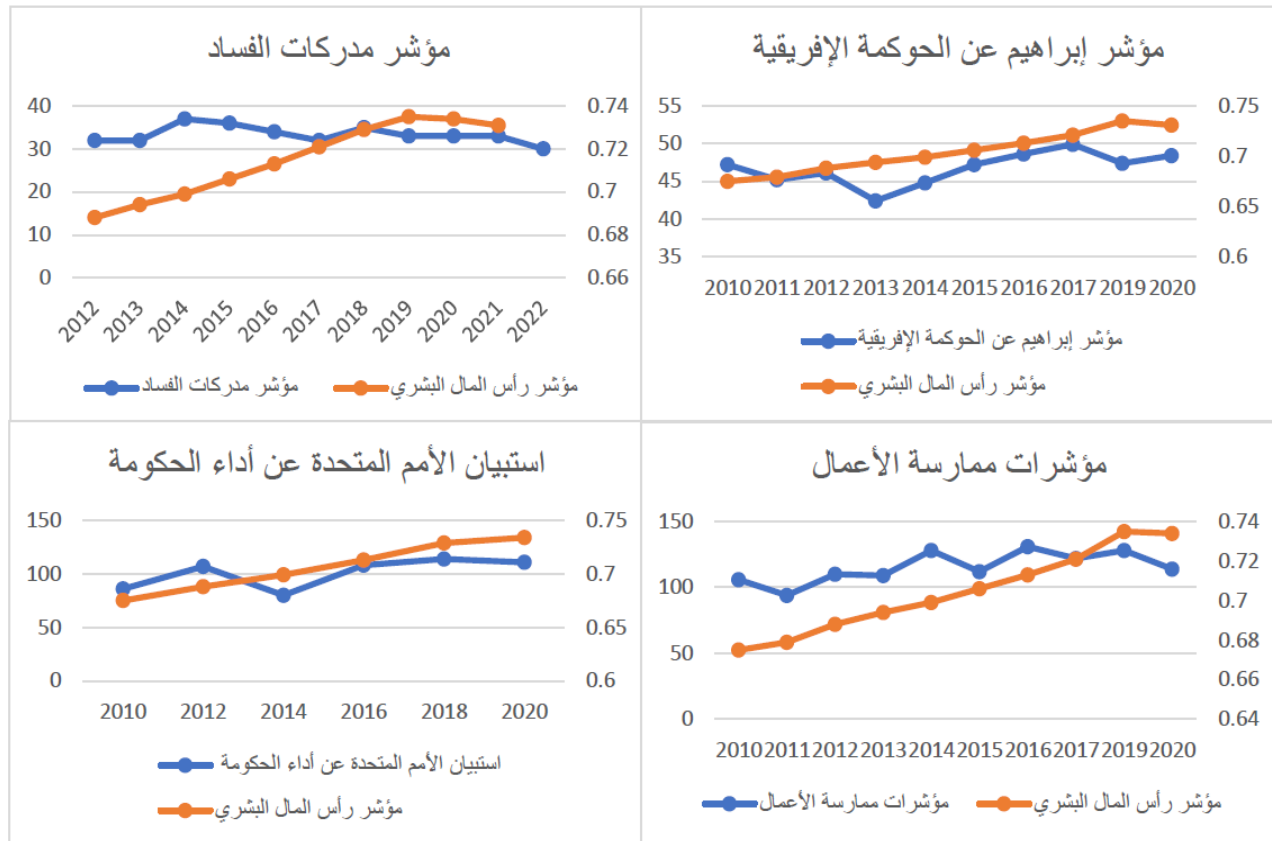 مؤشر مدركات الفساد
40
30
20
10
0
0.74
0.72
0.7
0.68
0.66
2012 2013 2014 2015 2016 2017 2018 2019 2020 2021 2022
مؤشر مدركات الفساد
مؤشر رأس المال البشري
مؤشر إبراهيم عن الحوكمة الإفريقية
55
50
45
40
35
0.75
0.7
0.65
0.6
2010 2011 2012 2013 2014 2015 2016 2017 2019 2020
مؤشر إبراهيم عن الحوكمة الإفريقية
مؤشر رأس المال البشري
استبيان الأمم المتحدة عن أداء الحكومة
150
100
50
0
0.75
0.7
0.65
0.6
2010 2012 2014 2016 2018 2020
استبيان الأمم المتحدة عن أداء الحكومة
مؤشر رأس المال البشري
مؤشرات ممارسة الأعمال
150
100
50
0
0.74
0.72
0.7
0.68
0.66
0.64
2010 2011 2012 2013 2014 2015 2016 2017 2019 2020
مؤشرات ممارسة الأعمال
مؤشر رأس المال البشري